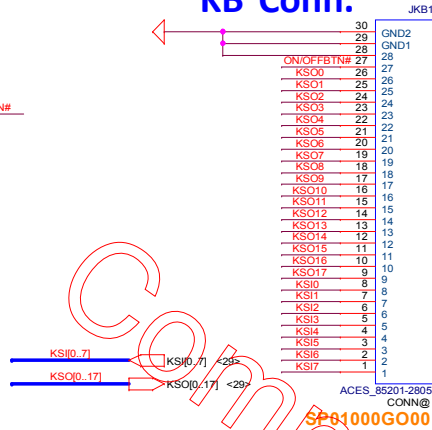 KB Conn.
JKB1
30 GND2
29 GND1
28 28
ON/OFFBTN# 27 27
KSO0 26 26
KSO1 25 25
KSO2 24 24
KSO3 23 23
KSO4 22 22
KSO5 21 21
KSO6 20 20
KSO7 19 19
KSO8 18 18
KSO9 17 17
KSO10 16 16
KSO11 15 15
KSO12 14 14
KSO13 13 13
KSO14 12 12
KSO15 11 11
KSO16 10 10
KSO17 9 9
KSI0 8 8
KSI1 7 7
KSI2 6 6
KSI3 5 5
KSI4 4 4
KSI5 3 3
KSI6 2 2
KSI7 1 1
N#
KSI[0..7] KSI[0..7] <29>
KSO[0..17] KSO[0..17] <29>
ACES_85201-2805
CONN@
SP01000GO00
Com